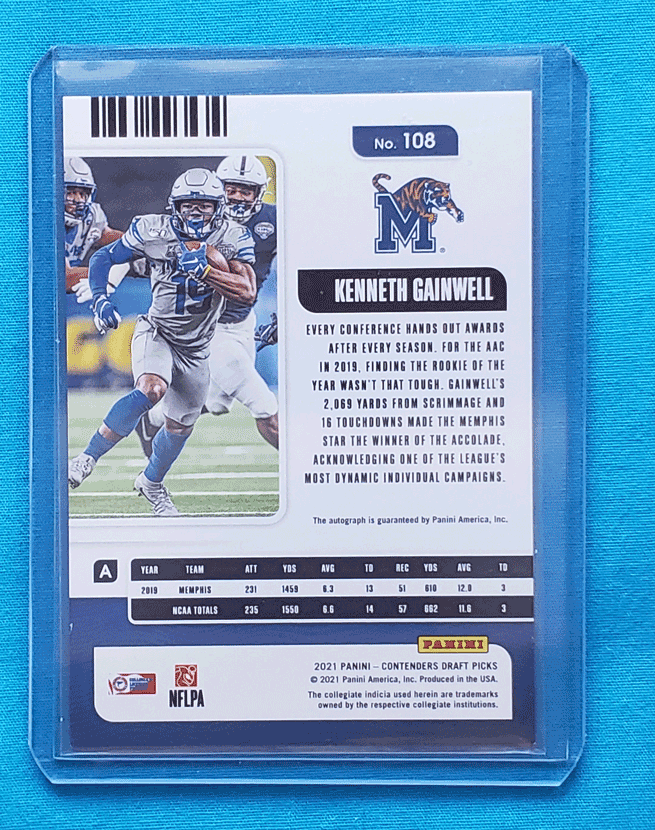 No. 108
M
KENNETH GAINWELL
EVERY CONFERENCE HANDS OUT AWARDS
AFTER EVERY SEASON. FOR THE AAC
IN 2019, FINDING THE ROOKIE OF THE
YEAR WASN'T THAT TOUGH. GAINWELL'S
2,069 YARDS FROM SCRIMMAGE AND
16 TOUCHDOWNS MADE THE MEMPHIS
STAR THE WINNER OF THE ACCOLADE,
ACKNOWLEDGING ONE OF THE LEAGUE'S
MOST DYNAMIC INDIVIDUAL CAMPAIGNS.
The autograph is guaranteed by Panini America, Inc.
19
A
YEAR TEAM ATT YDS AVG TD REC YDS AVG TD
2019 MEMPHIS 231 1459 6.3 13 51 610 12.0 3
NCAA TOTALS 235 1550 6.6 14 57 662 11.6 3
PANINI
2021 PANINI – CONTENDERS DRAFT PICKS
© 2021 Panini America, Inc. Produced in the USA.
The collegiate indicia used herein are trademarks
owned by the respective collegiate institutions.
NFLPA